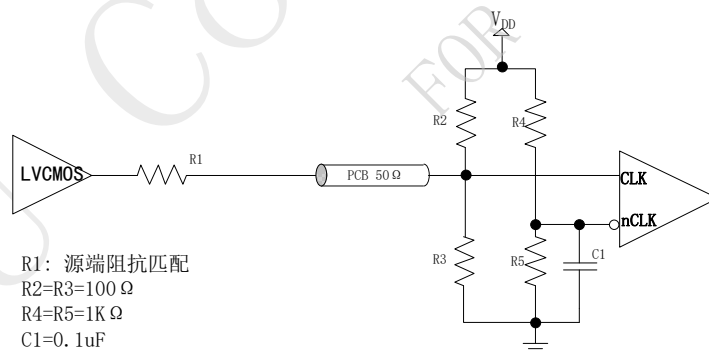 V_DD
FOR
R2
R4
R1
LVCMOS
PCB 50Ω
CLK
nCLK
R3
R5
C1
R1: 源端阻抗匹配
R2=R3=100Ω
R4=R5=1KΩ
C1=0.1uF